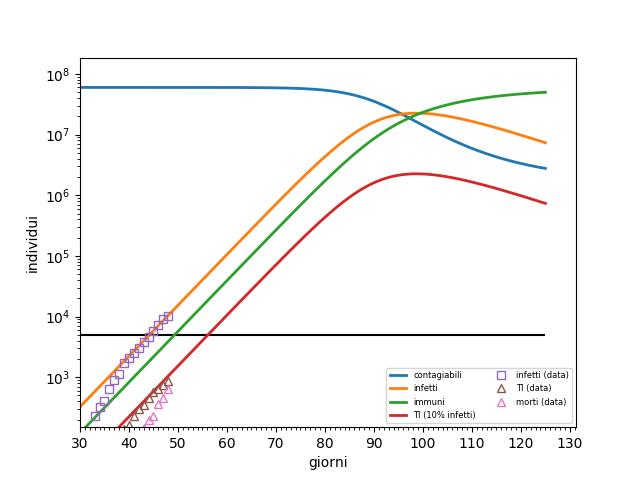 10^8
10^7
10^6
10^5
10^4
10^3
individui
30 40 50 60 70 80 90 100 110 120 130
giorni
contagiabili
infetti
immuni
TI (10% infetti)
infetti (data)
TI (data)
morti (data)